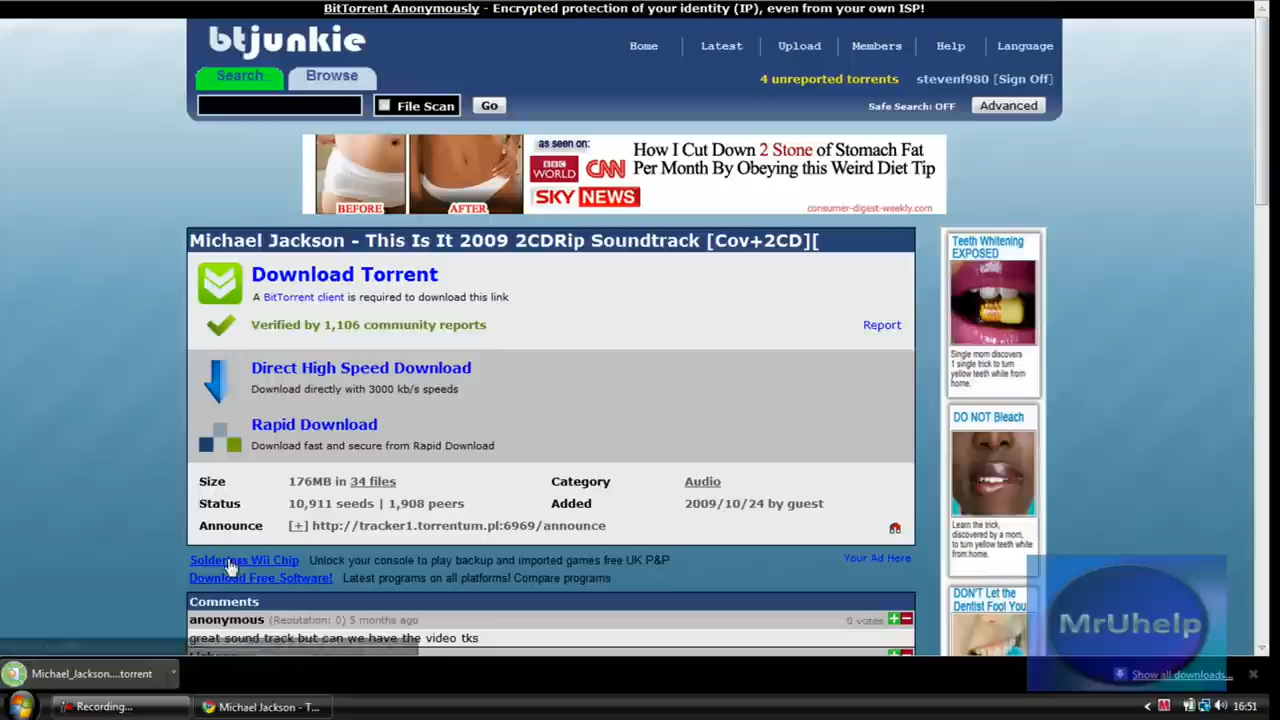 BitTorrent Anonymously - Encrypted protection of your identity (IP), even from your own ISP!
btjunkie
Home Latest Upload Members Help Language
Search Browse
4 unreported torrents stevenf980 [Sign Off]
File Scan Go
Safe Search: OFF Advanced
BEFORE AFTER
as seen on:
BBC WORLD CNN
SKY NEWS
How I Cut Down 2 Stone of Stomach Fat
Per Month By Obeying this Weird Diet Tip
consumer-digest-weekly.com
Michael Jackson - This Is It 2009 2CDRip Soundtrack [Cov+2CD][
Download Torrent
A BitTorrent client is required to download this link
Verified by 1,106 community reports
Report
Direct High Speed Download
Download directly with 3000 kb/s speeds
Rapid Download
Download fast and secure from Rapid Download
Size 176MB in 34 files Category Audio
Status 10,911 seeds | 1,908 peers Added 2009/10/24 by guest
Announce [+] http://tracker1.torrentum.pl:6969/announce
Solderless Wii Chip Unlock your console to play backup and imported games free UK P&P
Your Ad Here
Download Free Software! Latest programs on all platforms! Compare programs
Comments
anonymous (Reputation: 0) 5 months ago 0 votes
great sound track but can we have the video tks
Teeth Whitening
EXPOSED
Single mom discovers
1 single trick to turn
yellow teeth white from
home.
DO NOT Bleach
Learn the trick,
discovered by a mom,
to turn yellow teeth
white from home.
DON'T Let the
Dentist Fool You
MrUhelp
Michael_Jackson....torrent
Show all downloads...
Recording... Michael Jackson - T...
16:51